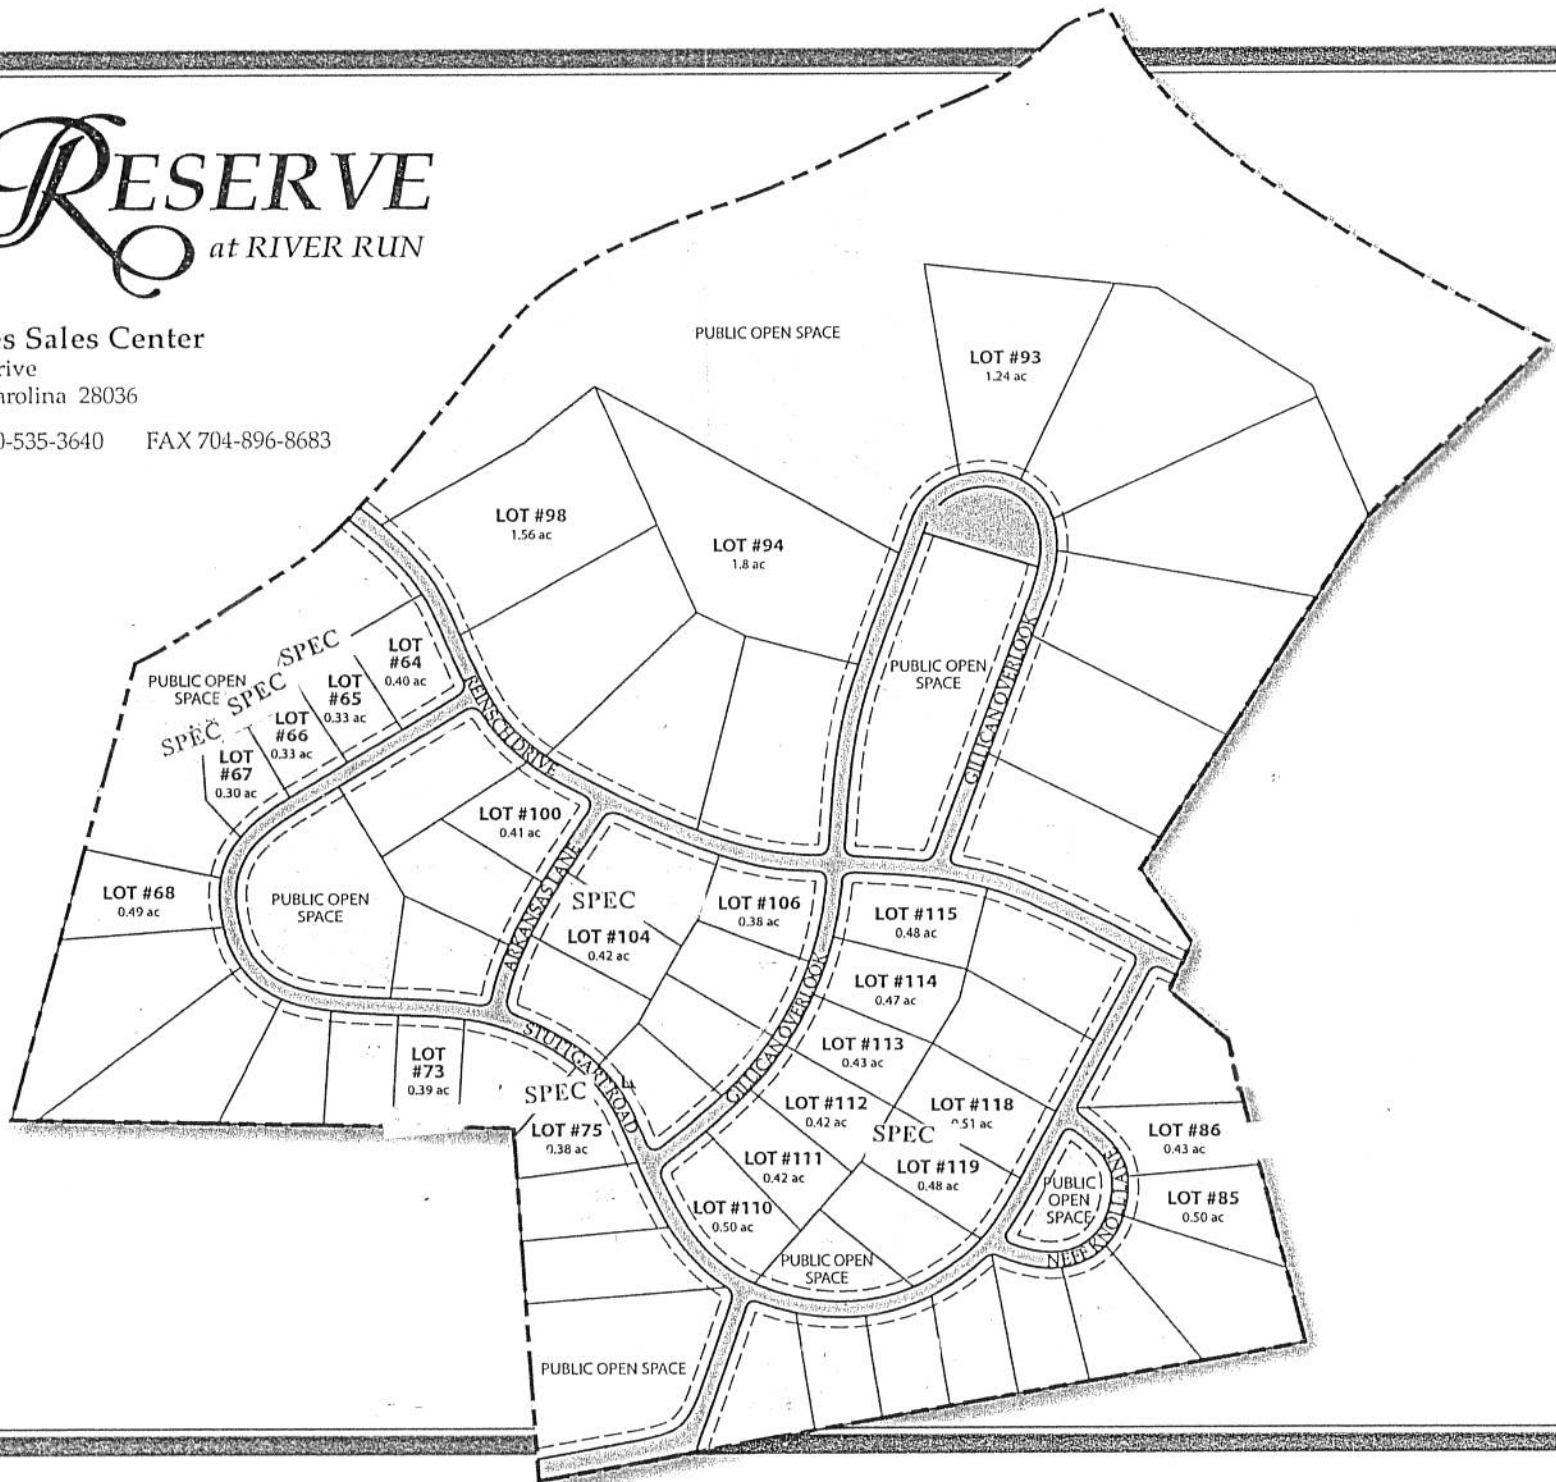 RESERVE
at RIVER RUN
es Sales Center
rive
arolina 28036
0-535-3640 FAX 704-896-8683
PUBLIC OPEN SPACE
LOT #93
1.24 ac
LOT #98
1.56 ac
LOT #94
1.8 ac
PUBLIC OPEN
SPACE
SPEC
SPEC
SPEC
LOT
#64
0.40 ac
LOT
#65
0.33 ac
LOT
#66
0.33 ac
LOT
#67
0.30 ac
REINSCH DRIVE
PUBLIC OPEN
SPACE
GILLICAN OVERLOOK
LOT #100
0.41 ac
ARKANSAS LANE
LOT #68
0.49 ac
PUBLIC OPEN
SPACE
SPEC
LOT #104
0.42 ac
LOT #106
0.38 ac
LOT #115
0.48 ac
LOT #114
0.47 ac
GILLICAN OVERLOOK
LOT #113
0.43 ac
LOT
#73
0.39 ac
STUTTGART ROAD
SPEC
LOT #75
0.38 ac
LOT #112
0.42 ac
SPEC
LOT #118
0.51 ac
LOT #111
0.42 ac
LOT #119
0.48 ac
LOT #110
0.50 ac
PUBLIC OPEN
SPACE
LOT #86
0.43 ac
LOT #85
0.50 ac
PUBLIC
OPEN
SPACE
NEFF KNOLL LANE
PUBLIC OPEN SPACE